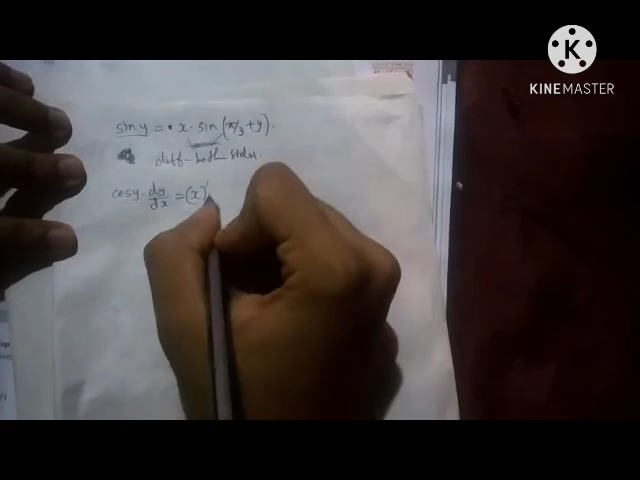 K
KINEMASTER
sin y = x · sin (π/3 + y).
diff both sides.
cos y · dy/dx = (x)'